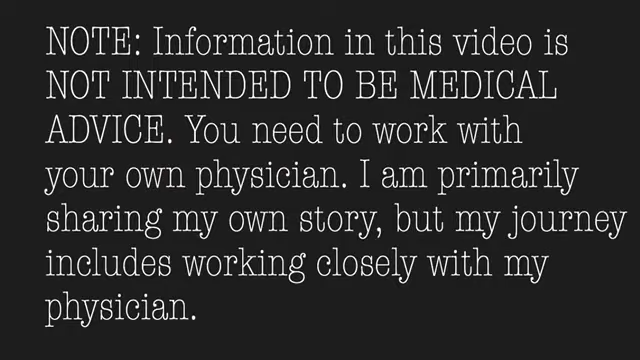 NOTE: Information in this video is
NOT INTENDED TO BE MEDICAL
ADVICE. You need to work with
your own physician. I am primarily
sharing my own story, but my journey
includes working closely with my
physician.